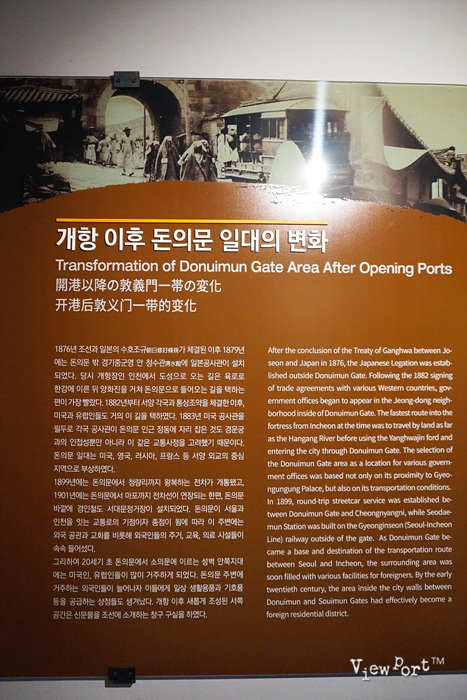 개항 이후 돈의문 일대의 변화
Transformation of Donuimun Gate Area After Opening Ports
開港以降の敦義門一帯の変化
开港后敦义门一带的变化
1876년 조선과 일본의 수호조규朝日修好條規가 체결된 이후 1879년
에는 돈의문 밖 경기중군영 안 청수관淸水館에 일본공사관이 설치
되었다. 당시 개항장인 인천에서 도성으로 오는 길은 육로로
한강에 이른 뒤 양화진을 거쳐 돈의문으로 들어오는 길을 택하는
편이 가장 빨랐다. 1882년부터 서양 각국과 통상조약을 체결한 이후,
미국과 유럽인들도 거의 이 길을 택하였다. 1883년 미국 공사관을
필두로 각국 공사관이 돈의문 인근 정동에 자리 잡은 것도 경운궁
과의 인접성뿐만 아니라 이 같은 교통사정을 고려했기 때문이다.
돈의문 일대는 미국, 영국, 러시아, 프랑스 등 서양 외교의 중심
지역으로 부상하였다.
1899년에는 돈의문에서 청량리까지 왕복하는 전차가 개통됐고,
1901년에는 돈의문에서 마포까지 전차선이 연장되는 한편, 돈의문
바깥에 경인철도 서대문정거장이 설치되었다. 돈의문이 서울과
인천을 잇는 교통로의 기점이자 종점이 됨에 따라 이 주변에는
외국 공관과 교회를 비롯해 외국인들의 주거, 교육, 의료 시설들이
속속 들어섰다.
그리하여 20세기 초 돈의문에서 소의문에 이르는 성벽 안쪽지대
에는 미국인, 유럽인들이 많이 거주하게 되었다. 돈의문 주변에
거주하는 외국인들이 늘어나자 이들에게 일상 생활용품과 기호품
등을 공급하는 상점들도 생겨났다. 개항 이후 새롭게 조성된 서쪽
공간은 신문물을 조선에 소개하는 창구 구실을 하였다.
After the conclusion of the Treaty of Ganghwa between Jo-
seon and Japan in 1876, the Japanese Legation was estab-
lished outside Donuimun Gate. Following the 1882 signing
of trade agreements with various Western countries, gov-
ernment offices began to appear in the Jeong-dong neigh-
borhood inside of Donuimun Gate. The fastest route into the
fortress from Incheon at the time was to travel by land as far
as the Hangang River before using the Yanghwajin ford and
entering the city through Donuimun Gate. The selection of
the Donuimun Gate area as a location for various govern-
ment offices was based not only on its proximity to Gyeo-
ngungung Palace, but also on its transportation conditions.
In 1899, round-trip streetcar service was established be-
tween Donuimun Gate and Cheongnyangni, while Seodae-
mun Station was built on the Gyeonginseon (Seoul-Incheon
Line) railway outside of the gate. As Donuimun Gate be-
came a base and destination of the transportation route
between Seoul and Incheon, the surrounding area was
soon filled with various facilities for foreigners. By the early
twentieth century, the area inside the city walls between
Donuimun and Souimun Gates had effectively become a
foreign residential district.
ViewPort™